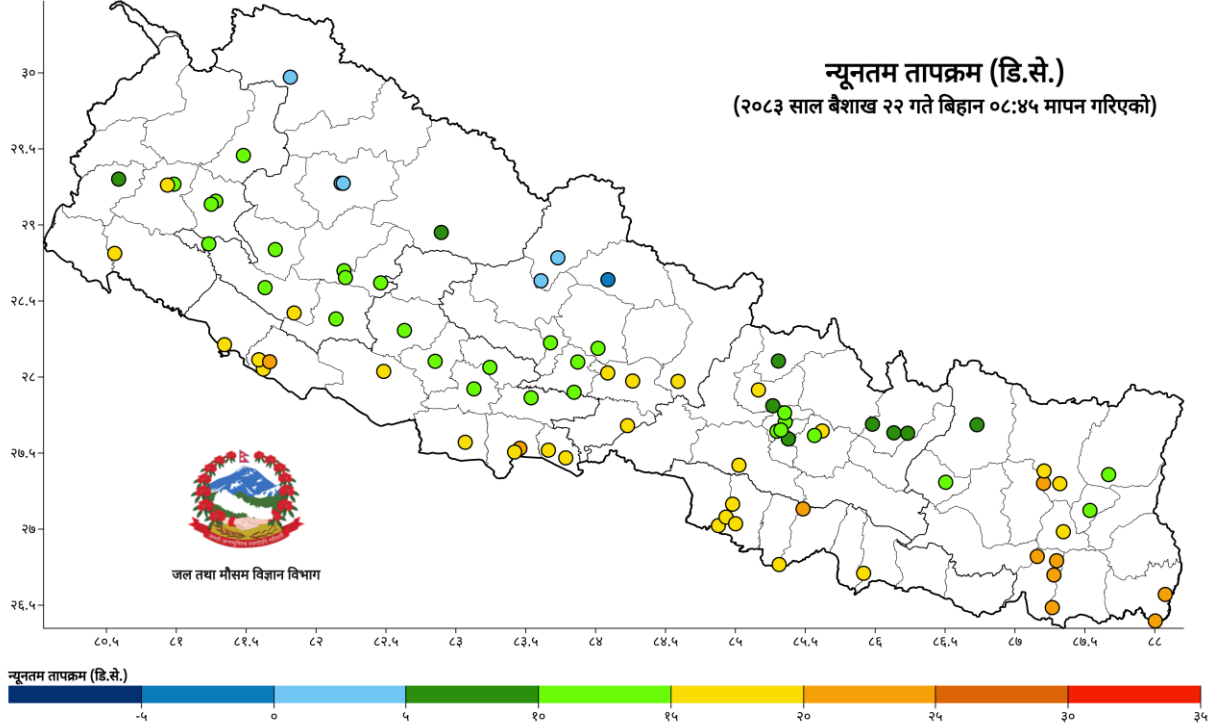 न्यूनतम तापक्रम (डि.से.)
(२०८३ साल बैशाख २२ गते बिहान ०८:४५ मापन गरिएको)
३०
२९.५
२९
२८.५
२८
२७.५
२७
२६.५
जल तथा मौसम विज्ञान विभाग
८०.५ ८१ ८१.५ ८२ ८२.५ ८३ ८३.५ ८४ ८४.५ ८५ ८५.५ ८६ ८६.५ ८७ ८७.५ ८८
न्यूनतम तापक्रम (डि.से.)
-५ ० ५ १० १५ २० २५ ३० ३५